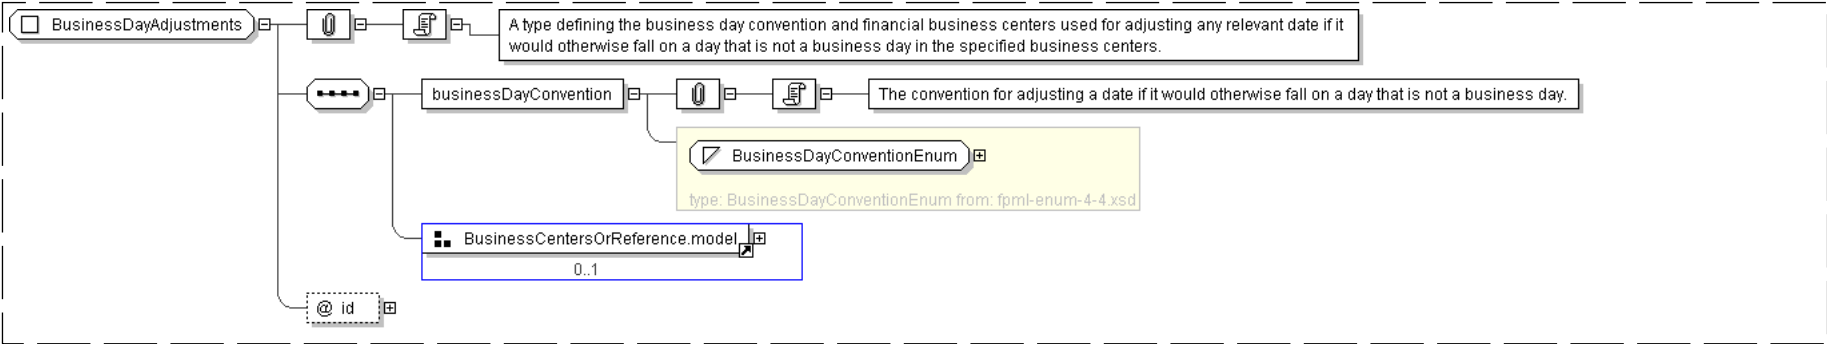 BusinessDayAdjustments
A type defining the business day convention and financial business centers used for adjusting any relevant date if it
would otherwise fall on a day that is not a business day in the specified business centers.
businessDayConvention
The convention for adjusting a date if it would otherwise fall on a day that is not a business day.
BusinessDayConventionEnum
type: BusinessDayConventionEnum from: fpml-enum-4-4.xsd
BusinessCentersOrReference.model
0..1
@ id